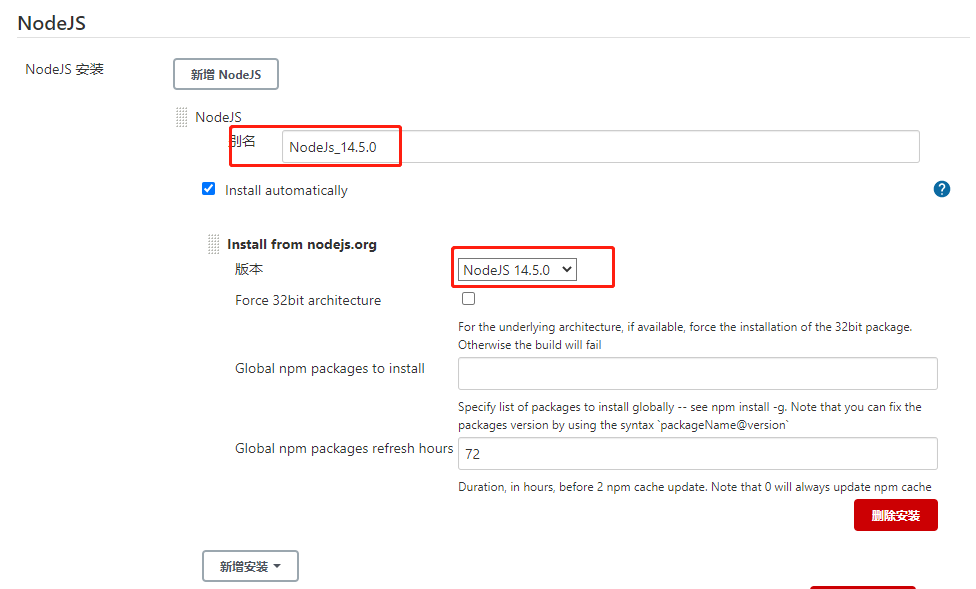 NodeJS
NodeJS 安装
新增 NodeJS
NodeJS
别名
NodeJs_14.5.0
Install automatically
?
Install from nodejs.org
版本
NodeJS 14.5.0
Force 32bit architecture
For the underlying architecture, if available, force the installation of the 32bit package.
Otherwise the build will fail
Global npm packages to install
Specify list of packages to install globally -- see npm install -g. Note that you can fix the
packages version by using the syntax `packageName@version`
Global npm packages refresh hours
72
Duration, in hours, before 2 npm cache update. Note that 0 will always update npm cache
删除安装
新增安装